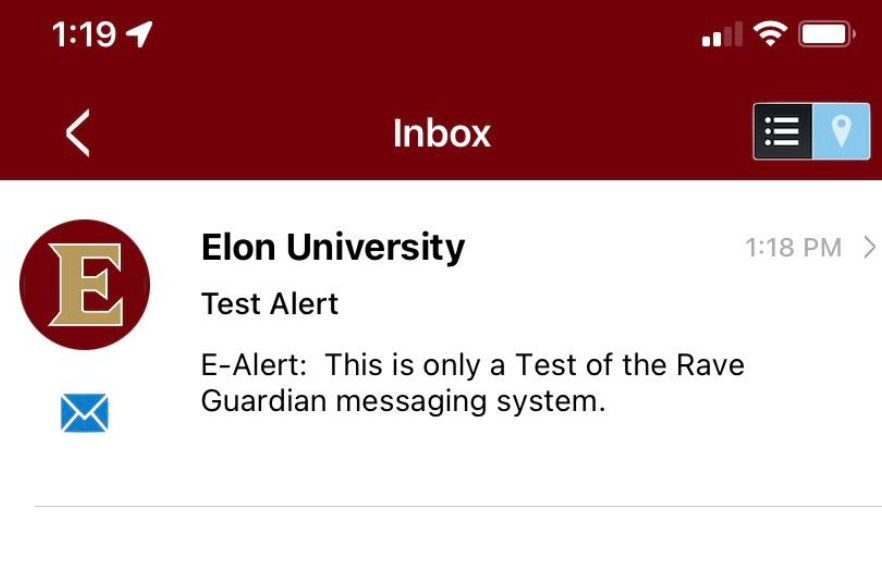 1:19
Inbox
Elon University
1:18 PM
E
Test Alert
E-Alert:  This is only a Test of the Rave
Guardian messaging system.